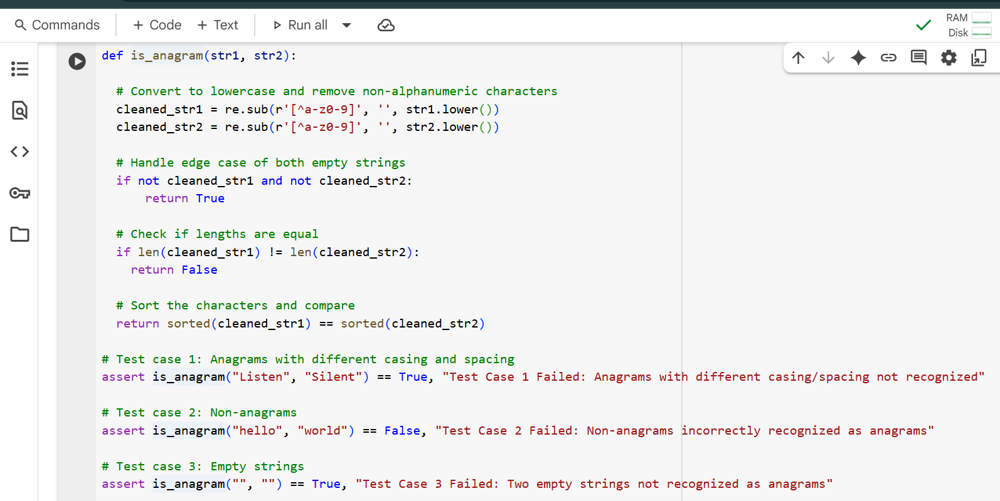 Commands + Code + Text Run all
RAM
Disk
def is_anagram(str1, str2):
# Convert to lowercase and remove non-alphanumeric characters
cleaned_str1 = re.sub(r'[^a-z0-9]', '', str1.lower())
cleaned_str2 = re.sub(r'[^a-z0-9]', '', str2.lower())
# Handle edge case of both empty strings
if not cleaned_str1 and not cleaned_str2:
return True
# Check if lengths are equal
if len(cleaned_str1) != len(cleaned_str2):
return False
# Sort the characters and compare
return sorted(cleaned_str1) == sorted(cleaned_str2)
# Test case 1: Anagrams with different casing and spacing
assert is_anagram("Listen", "Silent") == True, "Test Case 1 Failed: Anagrams with different casing/spacing not recognized"
# Test case 2: Non-anagrams
assert is_anagram("hello", "world") == False, "Test Case 2 Failed: Non-anagrams incorrectly recognized as anagrams"
# Test case 3: Empty strings
assert is_anagram("", "") == True, "Test Case 3 Failed: Two empty strings not recognized as anagrams"